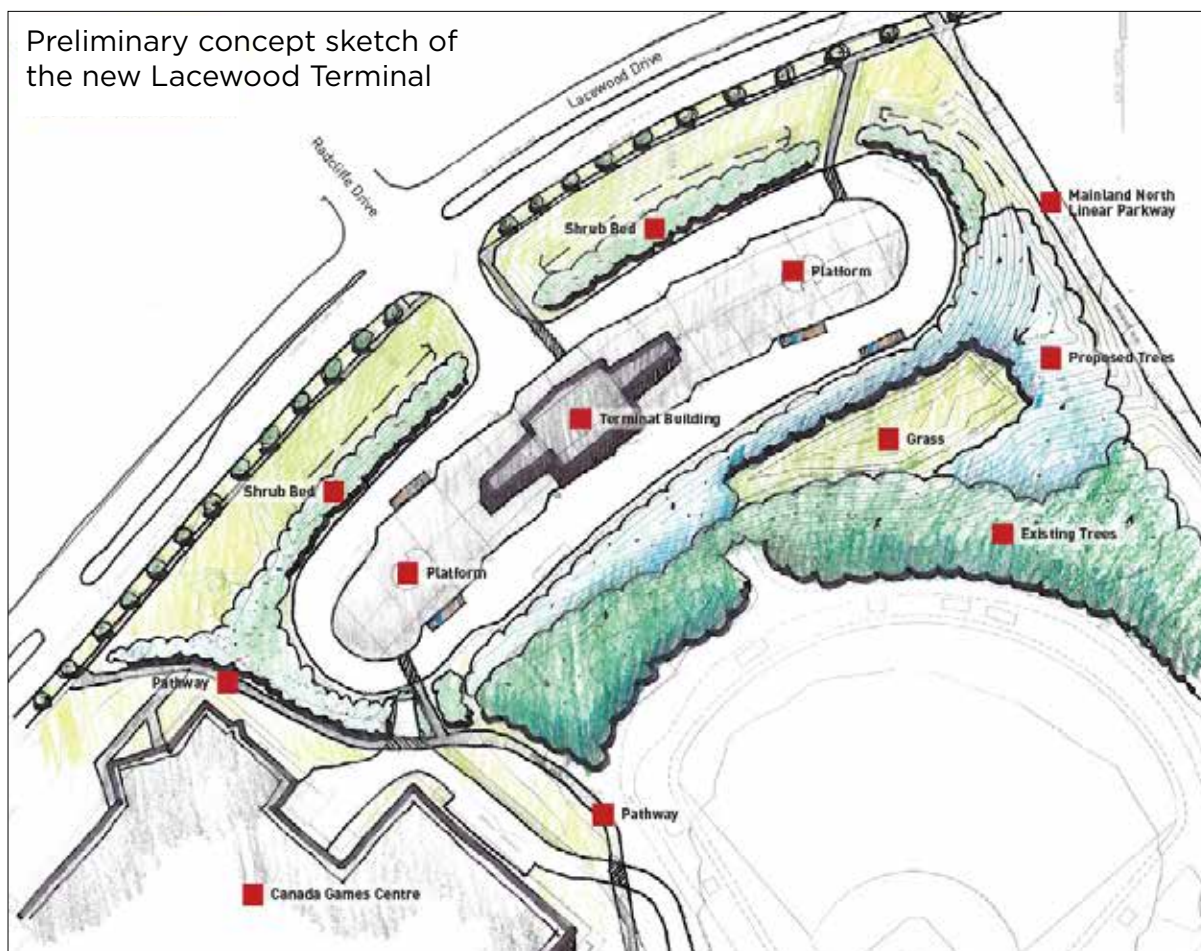 Preliminary concept sketch of
the new Lacewood Terminal
Lacewood Drive
Radcliffe Drive
Mainland North
Linear Parkway
Shrub Bed
Platform
Proposed Trees
Terminal Building
Grass
Shrub Bed
Existing Trees
Platform
Pathway
Pathway
Canada Games Centre